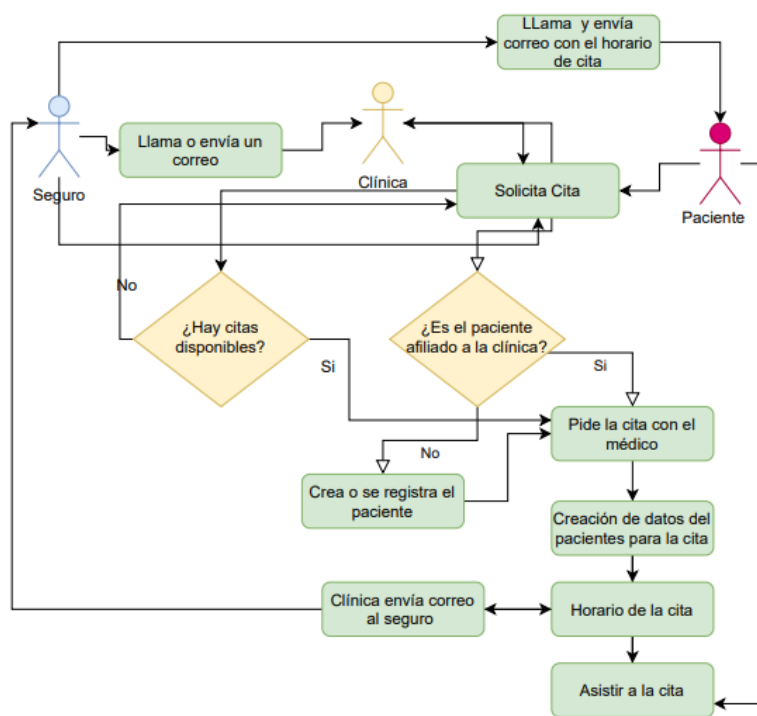 LLama y envía
correo con el horario
de cita
Llama o envía un
correo
Seguro
Clínica
Solicita Cita
Paciente
No
¿Hay citas
disponibles?
¿Es el paciente
afiliado a la clínica?
Si
Si
Pide la cita con el
médico
No
Crea o se registra el
paciente
Creación de datos del
pacientes para la cita
Clínica envía correo
al seguro
Horario de la cita
Asistir a la cita